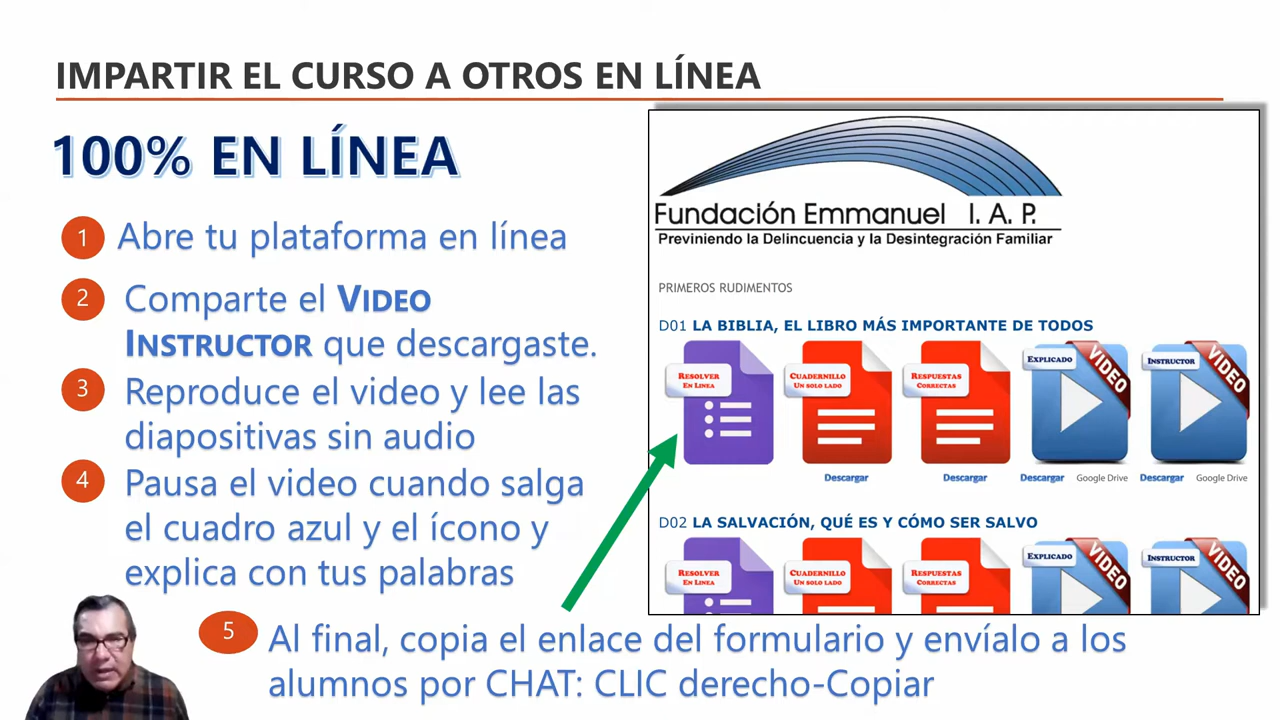 IMPARTIR EL CURSO A OTROS EN LÍNEA
100% EN LÍNEA
1 Abre tu plataforma en línea
2 Comparte el VIDEO
INSTRUCTOR que descargaste.
3 Reproduce el video y lee las
diapositivas sin audio
4 Pausa el video cuando salga
el cuadro azul y el ícono y
explica con tus palabras
5 Al final, copia el enlace del formulario y envíalo a los
alumnos por CHAT: CLIC derecho-Copiar
Fundación Emmanuel I. A. P.
Previniendo la Delincuencia y la Desintegración Familiar
PRIMEROS RUDIMENTOS
D01 LA BIBLIA, EL LIBRO MÁS IMPORTANTE DE TODOS
RESOLVER
EN LINEA
CUADERNILLO
UN SOLO LADO
RESPUESTAS
CORRECTAS
EXPLICADO
VIDEO
INSTRUCTOR
VIDEO
Descargar
Descargar
Descargar Google Drive
Descargar Google Drive
D02 LA SALVACIÓN, QUÉ ES Y CÓMO SER SALVO
RESOLVER
EN LINEA
CUADERNILLO
UN SOLO LADO
RESPUESTAS
CORRECTAS
EXPLICADO
VIDEO
INSTRUCTOR
VIDEO